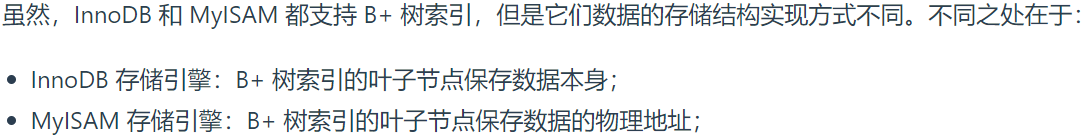 虽然，InnoDB 和 MyISAM 都支持 B+ 树索引，但是它们数据的存储结构实现方式不同。不同之处在于：
InnoDB 存储引擎：B+ 树索引的叶子节点保存数据本身；
MyISAM 存储引擎：B+ 树索引的叶子节点保存数据的物理地址；